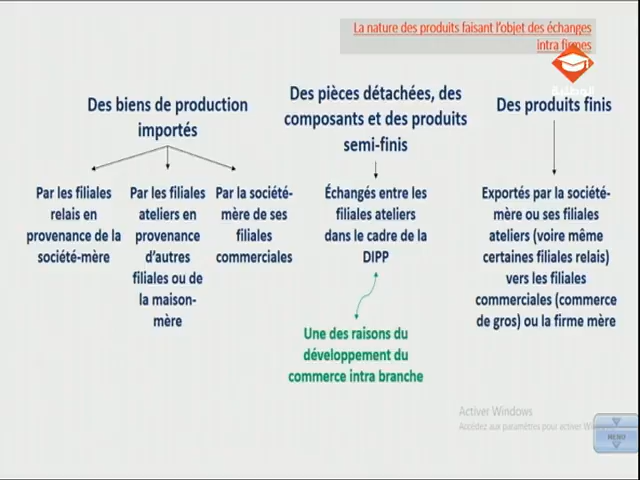 La nature des produits faisant l'objet des échanges
intra firmes
Des biens de production
importés
Des pièces détachées, des
composants et des produits
semi-finis
Des produits finis
Par les filiales
relais en
provenance de la
société-mère
Par les filiales
ateliers en
provenance
d'autres
filiales ou de
la maison-
mère
Par la société-
mère de ses
filiales
commerciales
Échangés entre les
filiales ateliers
dans le cadre de la
DIPP
Exportés par la société-
mère ou ses filiales
ateliers (voire même
certaines filiales relais)
vers les filiales
commerciales (commerce
de gros) ou la firme mère
Une des raisons du
développement du
commerce intra branche
Activer Windows
Accédez aux paramètres pour activer
MENU